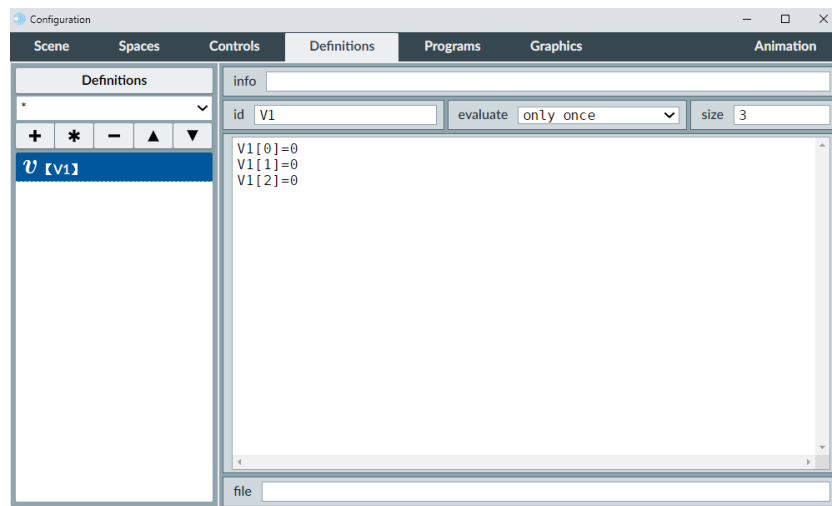 Configuration
Scene Spaces Controls Definitions Programs Graphics Animation
Definitions
*
+ * − ▲ ▼
v【V1】
info
id V1 evaluate only once size 3
V1[0]=0
V1[1]=0
V1[2]=0
file